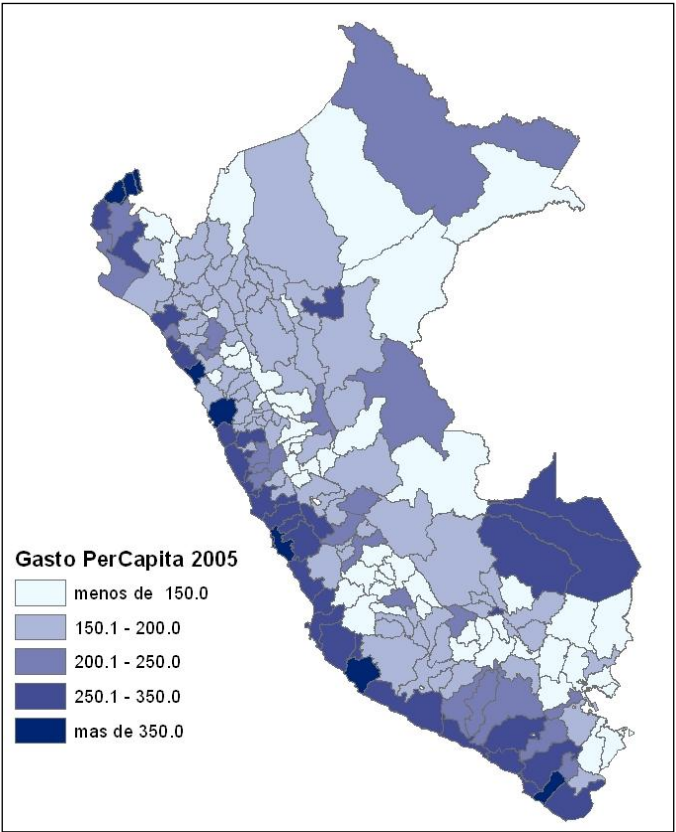 Gasto PerCapita 2005
menos de 150.0
150.1 - 200.0
200.1 - 250.0
250.1 - 350.0
mas de 350.0